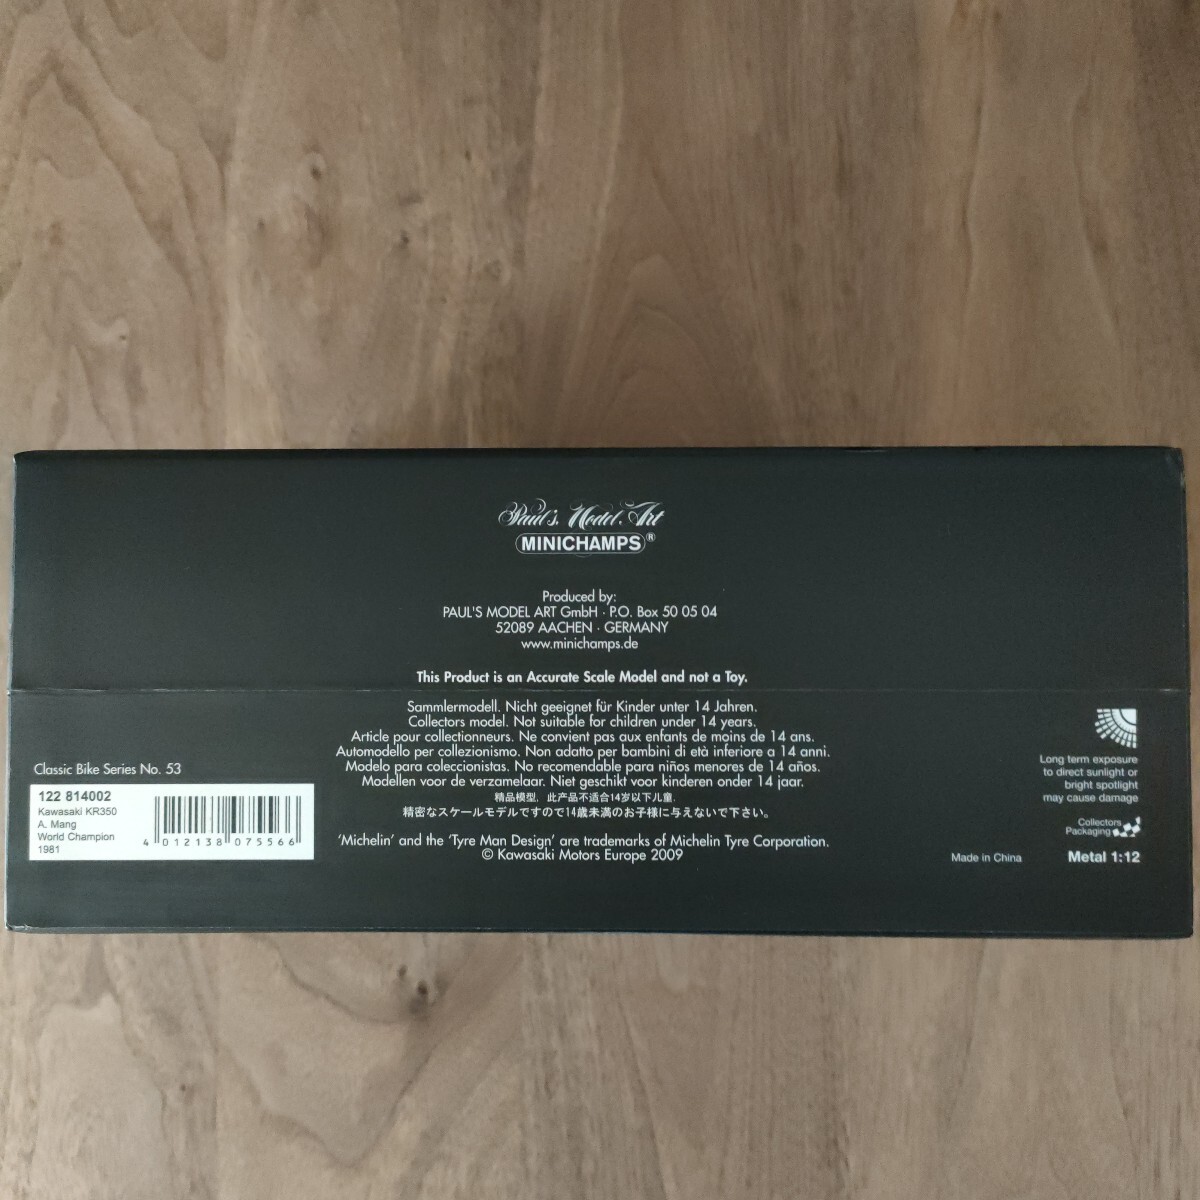 Paul's Model Art
MINICHAMPS®
Produced by:
PAUL'S MODEL ART GmbH · P.O. Box 50 05 04
52089 AACHEN · GERMANY
www.minichamps.de
This Product is an Accurate Scale Model and not a Toy.
Sammlermodell. Nicht geeignet für Kinder unter 14 Jahren.
Collectors model. Not suitable for children under 14 years.
Article pour collectionneurs. Ne convient pas aux enfants de moins de 14 ans.
Automodello per collezionismo. Non adatto per bambini di età inferiore a 14 anni.
Modelo para coleccionistas. No recomendable para niños menores de 14 años.
Modellen voor de verzamelaar. Niet geschikt voor kinderen onder 14 jaar.
精品模型，此产品不适合14岁以下儿童.
精密なスケールモデルですので14歳未満のお子様に与えないで下さい。
'Michelin' and the 'Tyre Man Design' are trademarks of Michelin Tyre Corporation.
© Kawasaki Motors Europe 2009
Classic Bike Series No. 53
122 814002
Kawasaki KR350
A. Mang
World Champion
1981
4 012138 075566
Long term exposure
to direct sunlight or
bright spotlight
may cause damage
Collectors
Packaging
Made in China
Metal 1:12